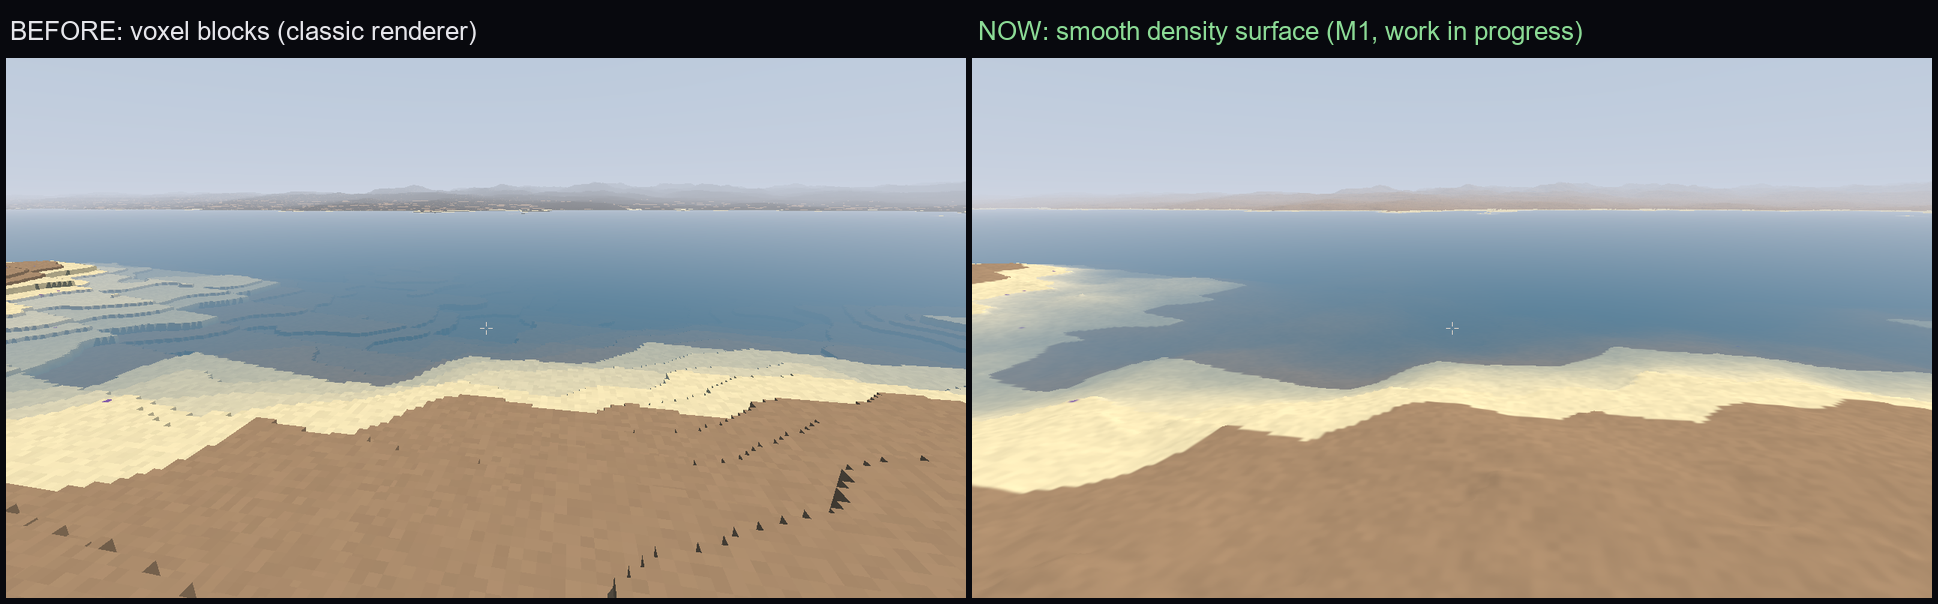 BEFORE: voxel blocks (classic renderer)
NOW: smooth density surface (M1, work in progress)